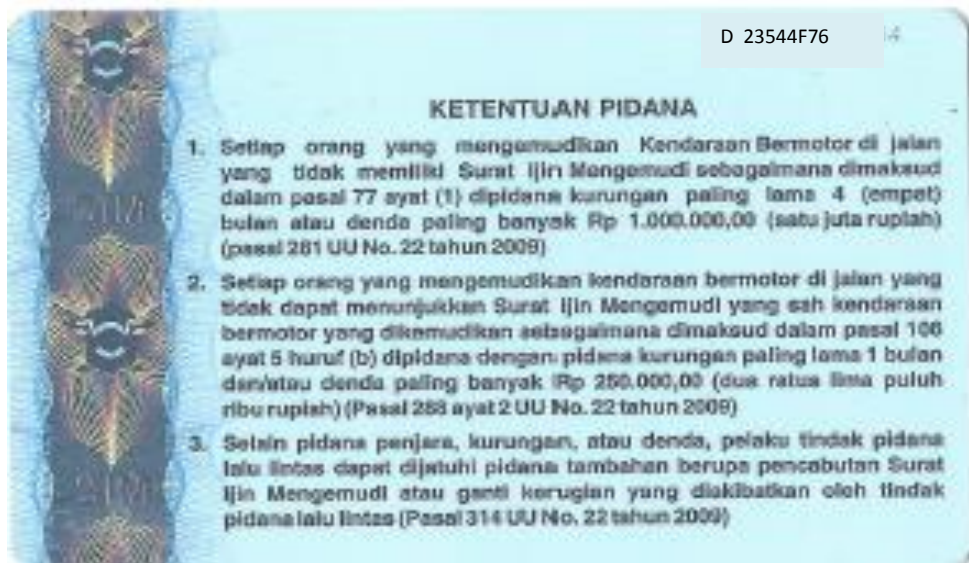 D 23544F76
KETENTUAN PIDANA
1. Setiap orang yang mengemudikan Kendaraan Bermotor di jalan
yang tidak memiliki Surat Ijin Mengemudi sebagaimana dimaksud
dalam pasal 77 ayat (1) dipidana kurungan paling lama 4 (empat)
bulan atau denda paling banyak Rp 1.000.000,00 (satu juta rupiah)
(pasal 281 UU No. 22 tahun 2009)
2. Setiap orang yang mengemudikan kendaraan bermotor di jalan yang
tidak dapat menunjukkan Surat Ijin Mengemudi yang sah kendaraan
bermotor yang dikemudikan sebagaimana dimaksud dalam pasal 106
ayat 5 huruf (b) dipidana dengan pidana kurungan paling lama 1 bulan
dan/atau denda paling banyak Rp 250.000,00 (dua ratus lima puluh
ribu rupiah) (Pasal 288 ayat 2 UU No. 22 tahun 2009)
3. Selain pidana penjara, kurungan, atau denda, pelaku tindak pidana
lalu lintas dapat dijatuhi pidana tambahan berupa pencabutan Surat
Ijin Mengemudi atau ganti kerugian yang diakibatkan oleh tindak
pidana lalu lintas (Pasal 314 UU No. 22 tahun 2009)